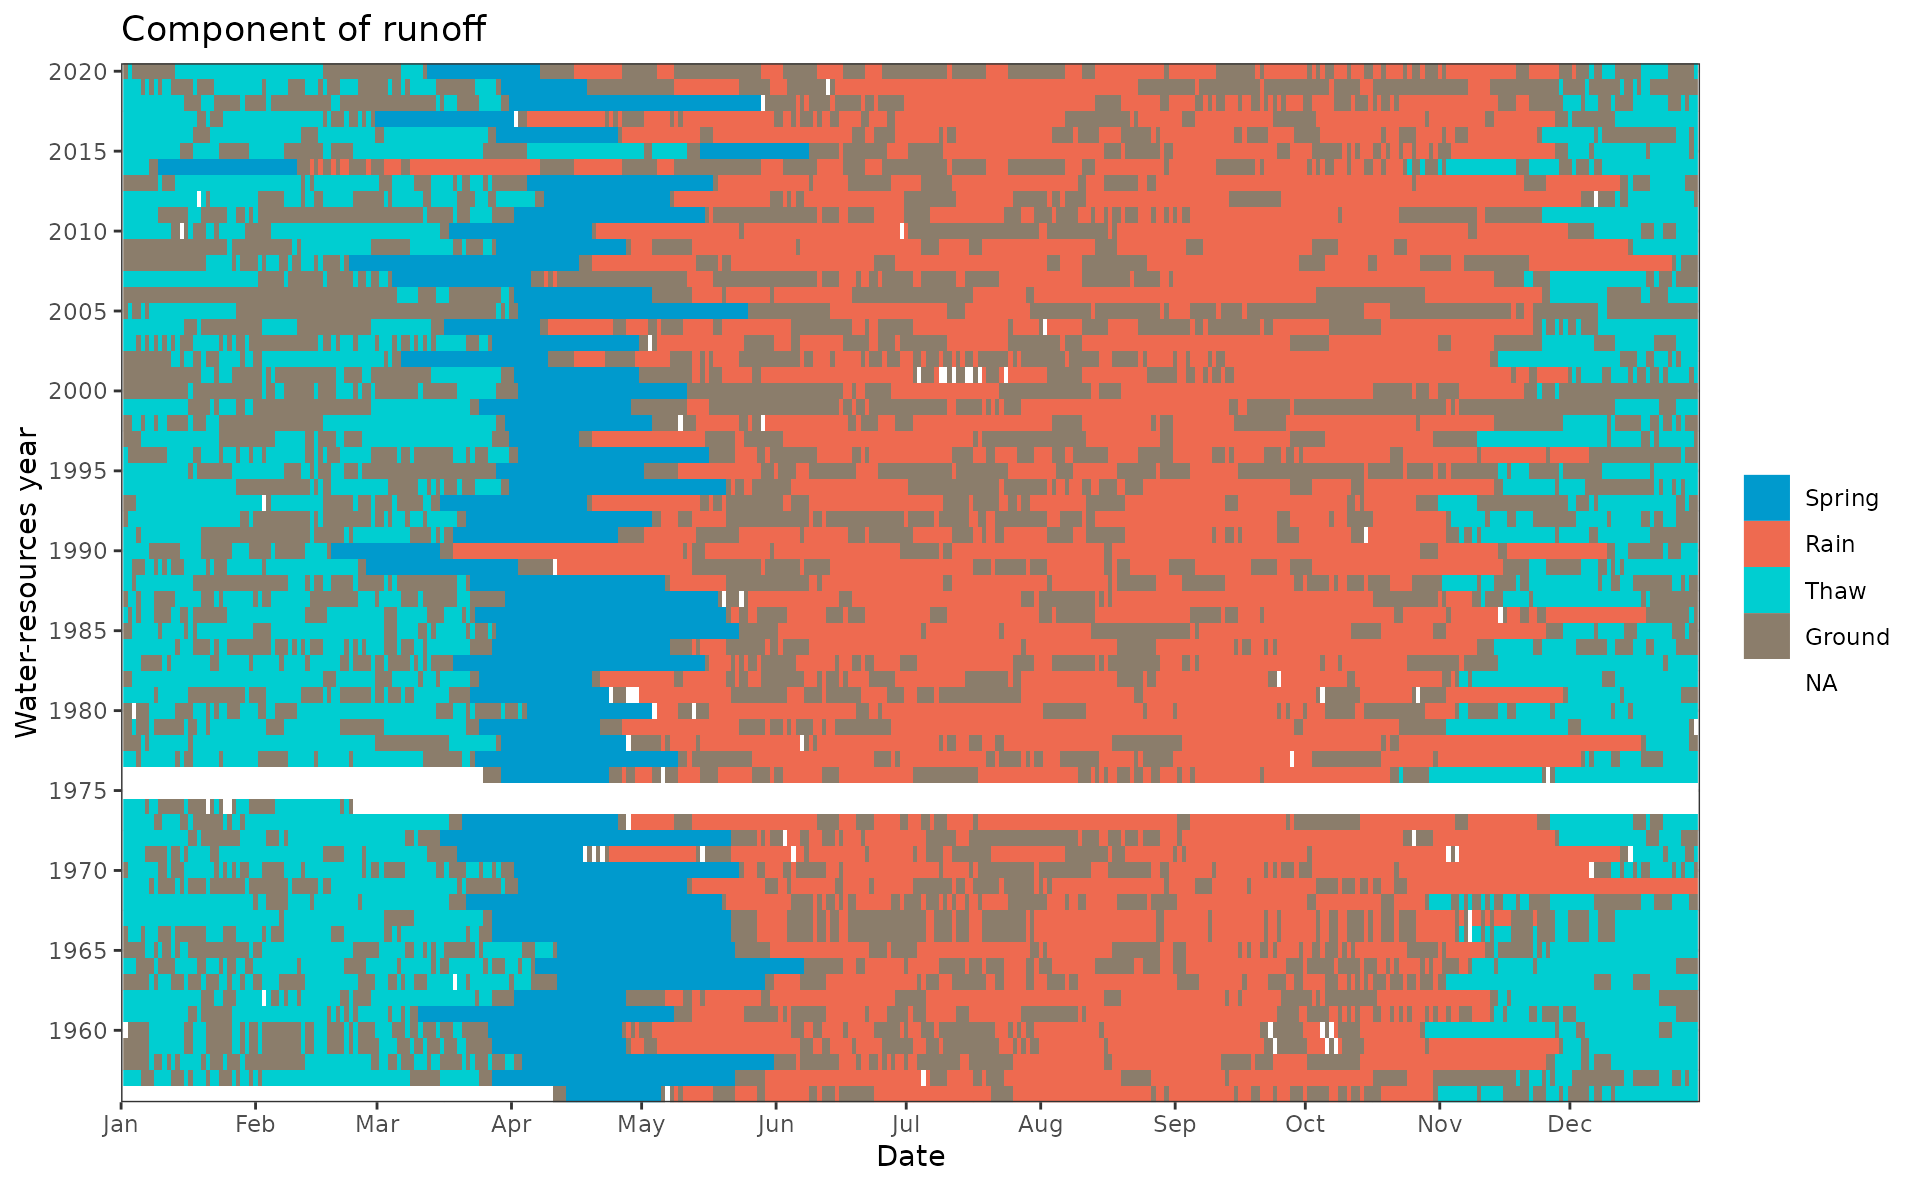 Component of runoff
2020
2015
2010
2005
2000
1995
1990
1985
1980
1975
1970
1965
1960
Water-resources year
Jan Feb Mar Apr May Jun Jul Aug Sep Oct Nov Dec
Date
Spring
Rain
Thaw
Ground
NA